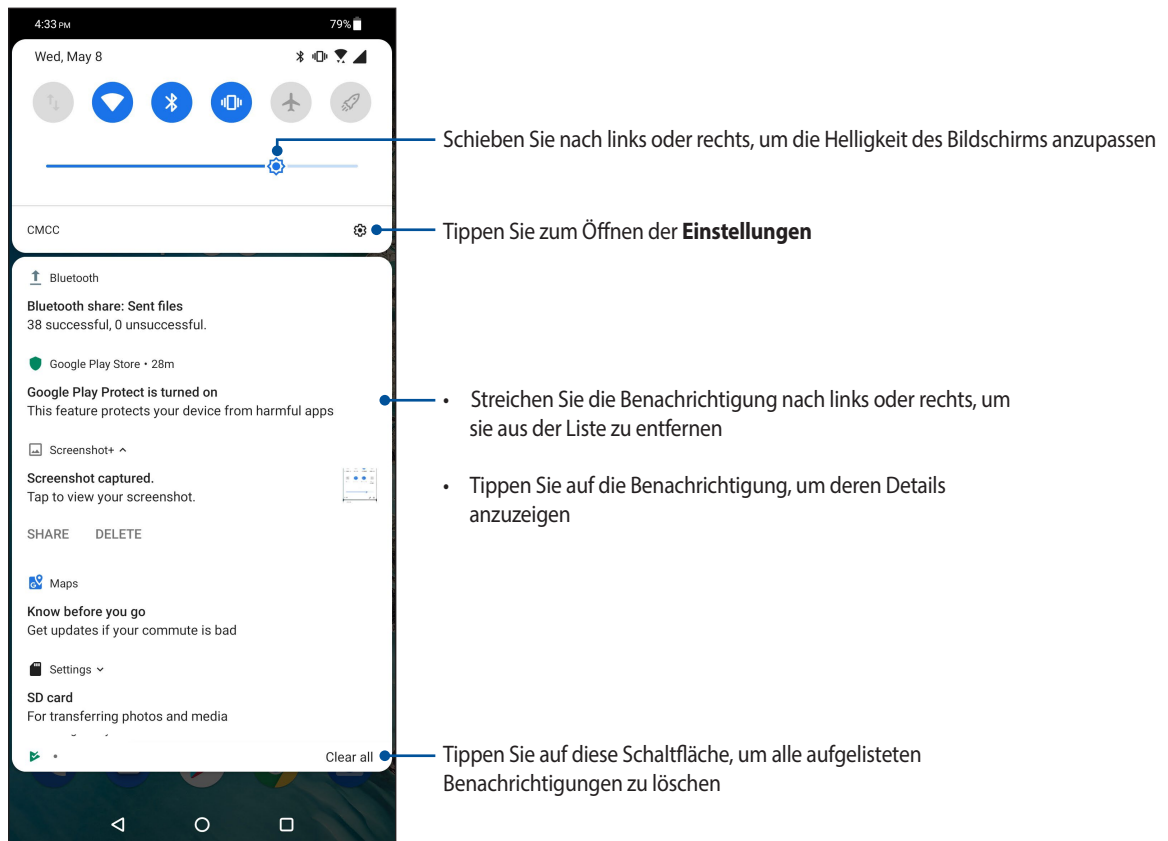 4:33 PM 79%
Wed, May 8
Schieben Sie nach links oder rechts, um die Helligkeit des Bildschirms anzupassen
CMCC
Tippen Sie zum Öffnen der Einstellungen
Bluetooth
Bluetooth share: Sent files
38 successful, 0 unsuccessful.
Google Play Store • 28m
Google Play Protect is turned on
This feature protects your device from harmful apps
• Streichen Sie die Benachrichtigung nach links oder rechts, um
sie aus der Liste zu entfernen
Screenshot+
Screenshot captured.
Tap to view your screenshot.
• Tippen Sie auf die Benachrichtigung, um deren Details
anzuzeigen
SHARE DELETE
Maps
Know before you go
Get updates if your commute is bad
Settings
SD card
For transferring photos and media
Clear all
Tippen Sie auf diese Schaltfläche, um alle aufgelisteten
Benachrichtigungen zu löschen